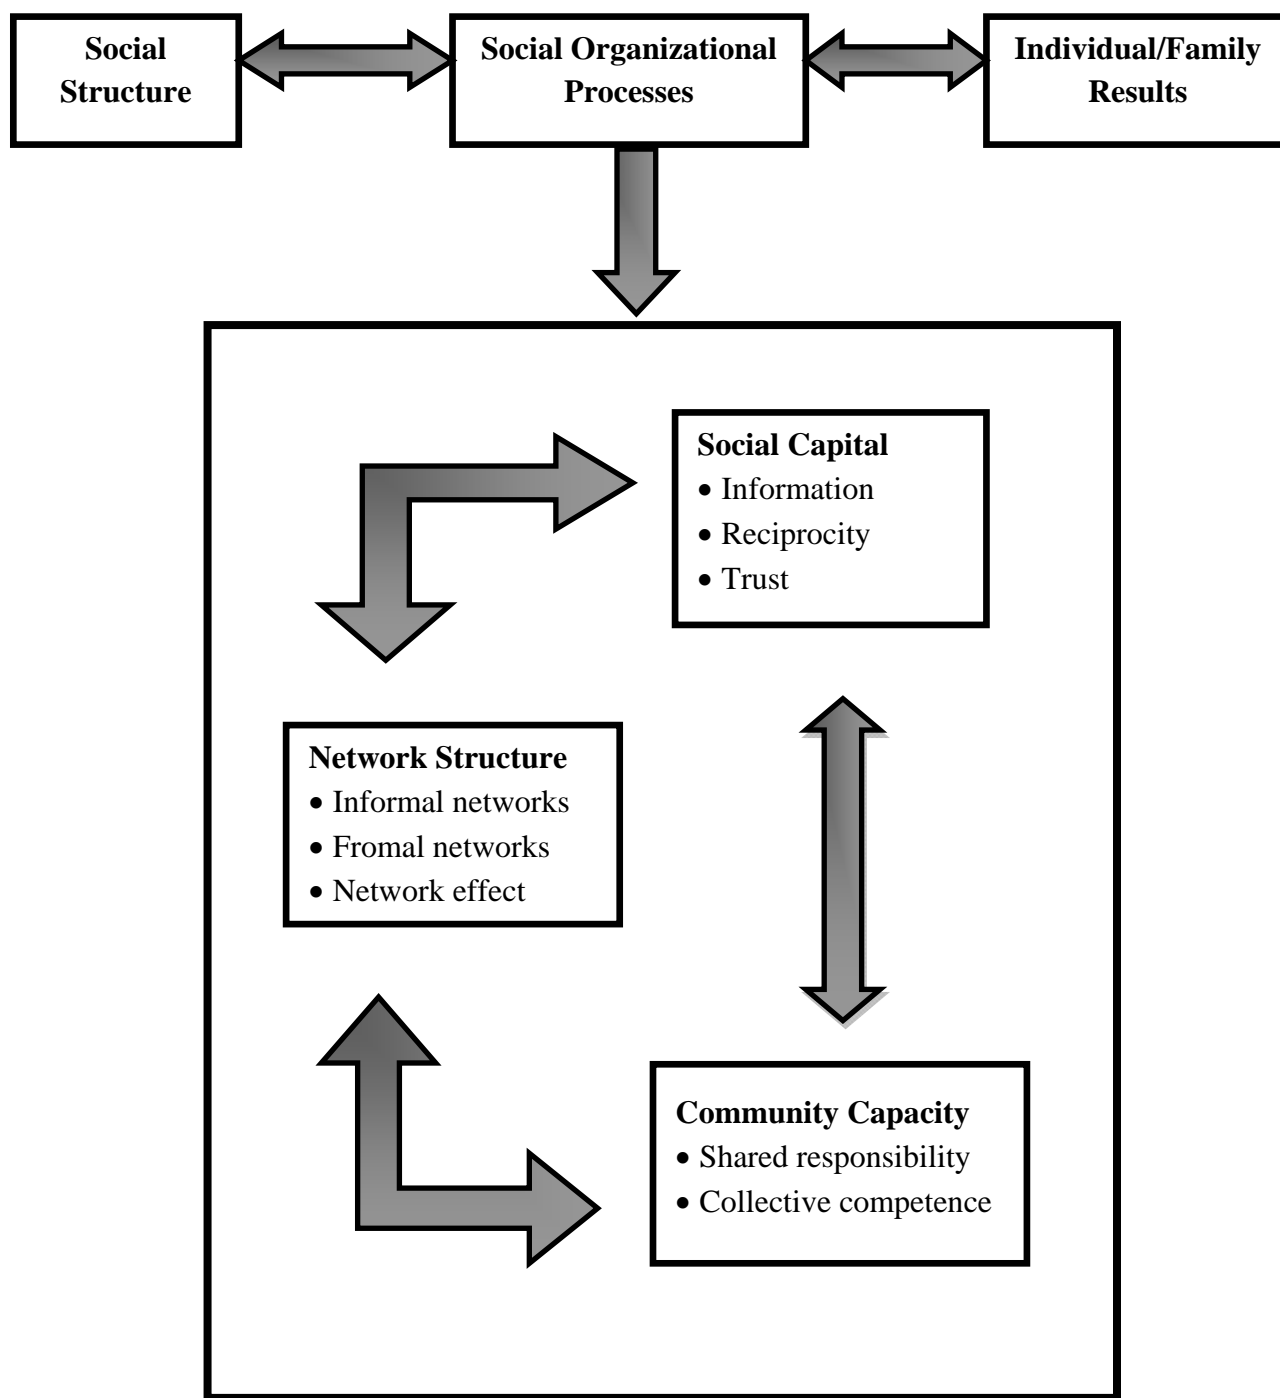 Social
Structure
Social Organizational
Processes
Individual/Family
Results
Social Capital
• Information
• Reciprocity
• Trust
Network Structure
• Informal networks
• Fromal networks
• Network effect
Community Capacity
• Shared responsibility
• Collective competence